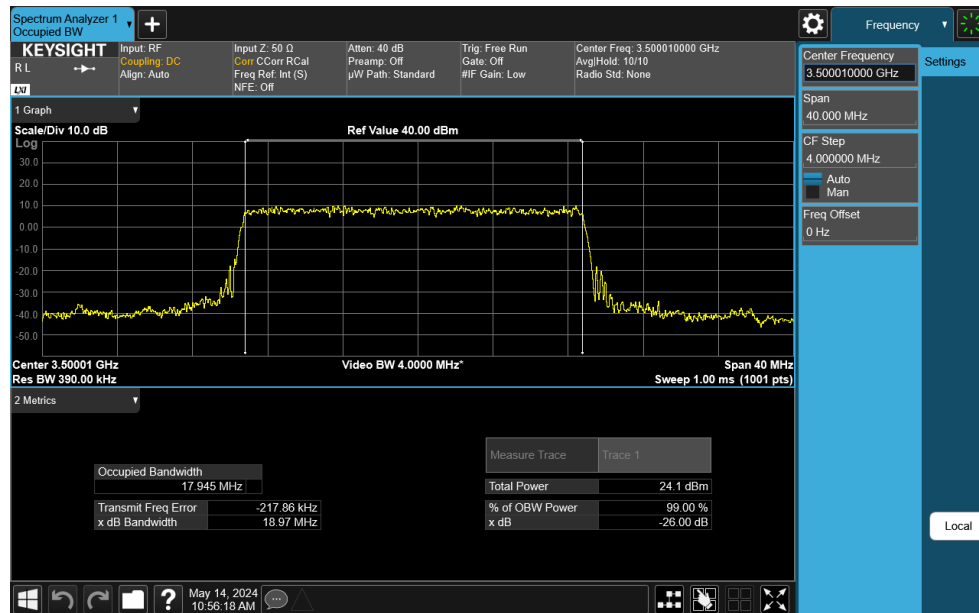 Spectrum Analyzer 1
Occupied BW
Frequency
KEYSIGHT
R L
LXI
Input: RF
Coupling: DC
Align: Auto
Input Z: 50 Ω
Corr CCorr RCal
Freq Ref: Int (S)
NFE: Off
Atten: 40 dB
Preamp: Off
µW Path: Standard
Trig: Free Run
Gate: Off
#IF Gain: Low
Center Freq: 3.500010000 GHz
Avg|Hold: 10/10
Radio Std: None
Center Frequency
3.500010000 GHz
Settings
Span
40.000 MHz
CF Step
4.000000 MHz
Auto
Man
Freq Offset
0 Hz
Local
1 Graph
Scale/Div 10.0 dB
Ref Value 40.00 dBm
Log
30.0
20.0
10.0
0.00
-10.0
-20.0
-30.0
-40.0
-50.0
Center 3.50001 GHz
Video BW 4.0000 MHz*
Span 40 MHz
Res BW 390.00 kHz
Sweep 1.00 ms (1001 pts)
2 Metrics
Measure Trace Trace 1
Occupied Bandwidth
17.945 MHz
Total Power 24.1 dBm
Transmit Freq Error -217.86 kHz
% of OBW Power 99.00 %
x dB Bandwidth 18.97 MHz
x dB -26.00 dB
?
May 14, 2024
10:56:18 AM